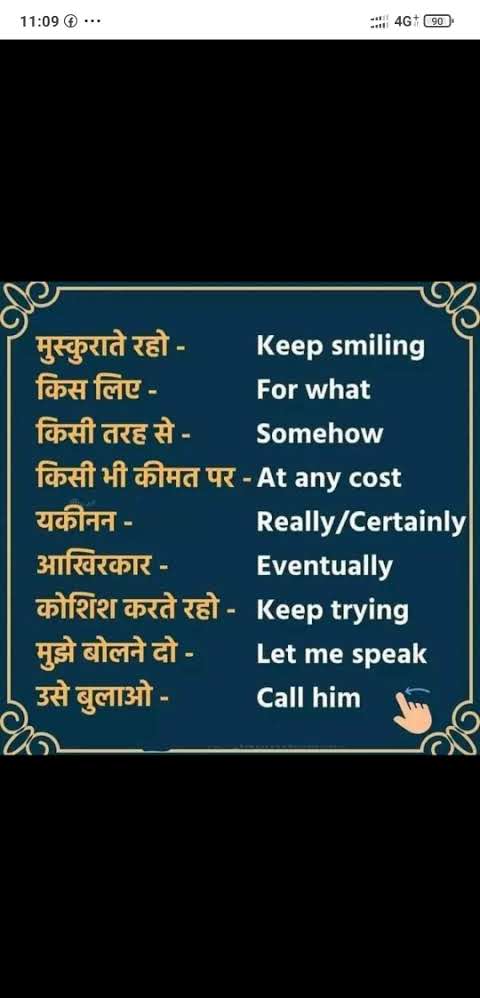 11:09 ... 4G+ 90
मुस्कुराते रहो - Keep smiling
किस लिए - For what
किसी तरह से - Somehow
किसी भी कीमत पर - At any cost
यकीनन - Really/Certainly
आखिरकार - Eventually
कोशिश करते रहो - Keep trying
मुझे बोलने दो - Let me speak
उसे बुलाओ - Call him